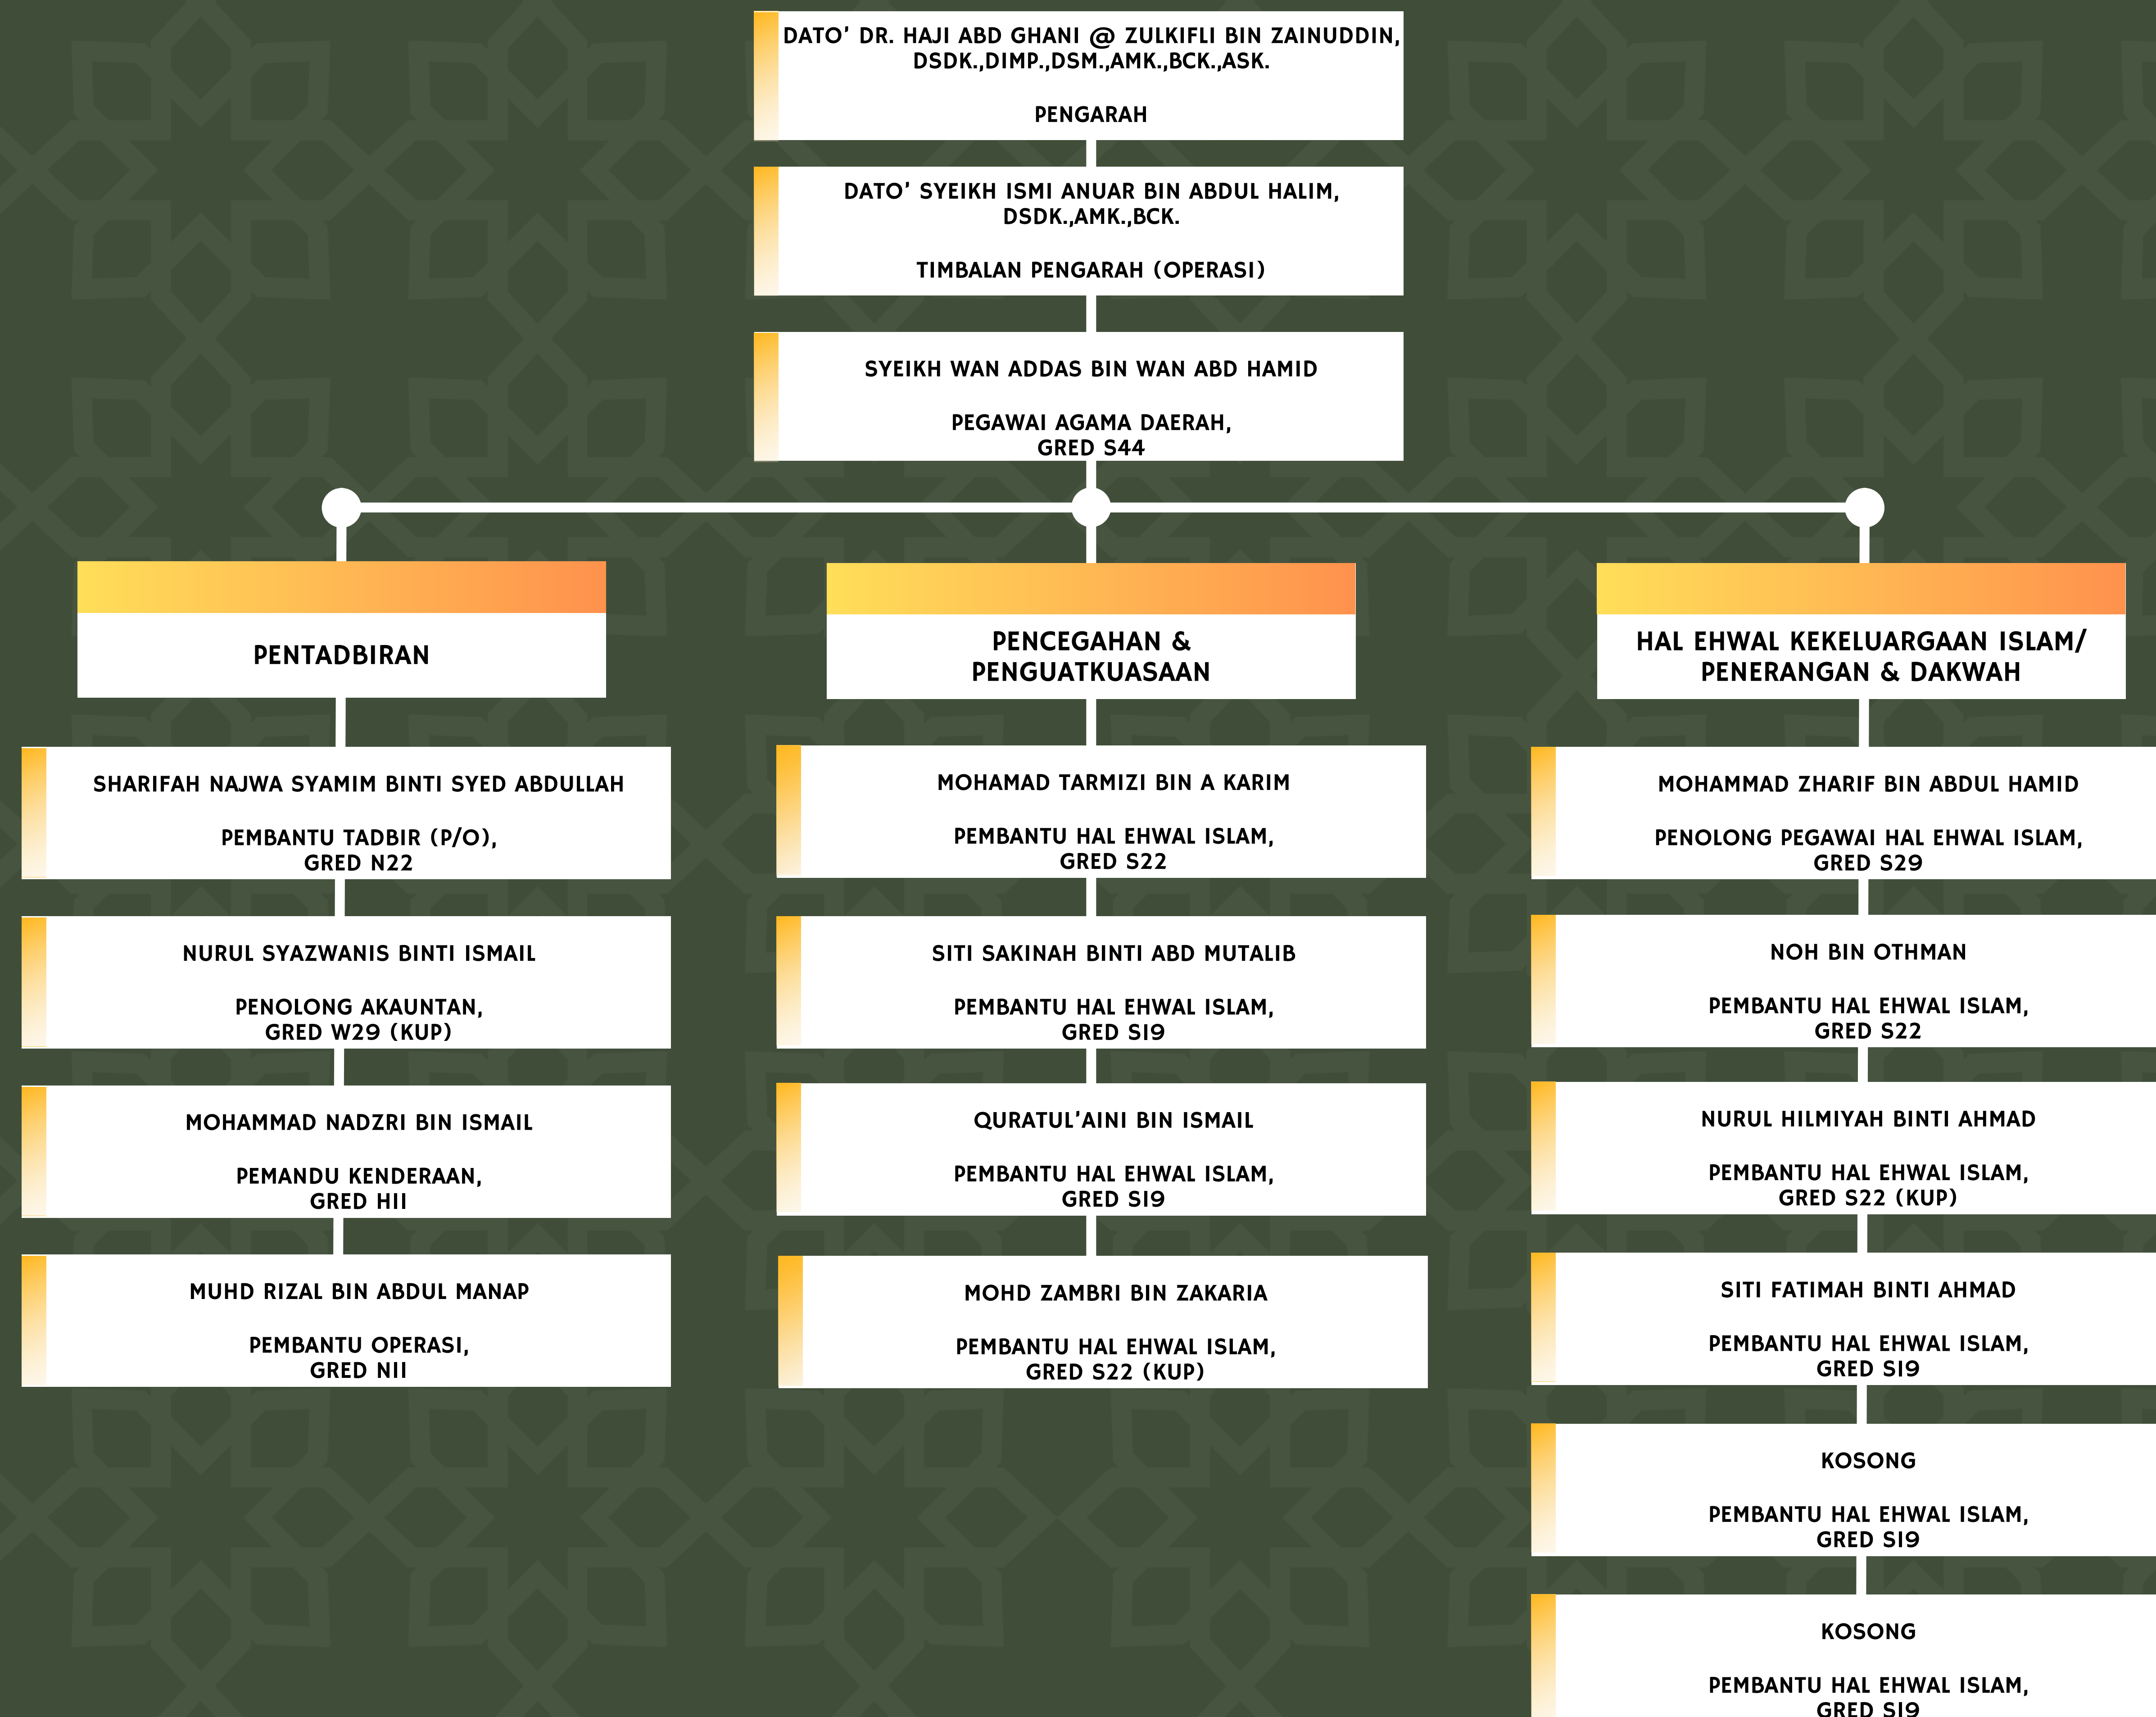 DATO' DR. HAJI ABD GHANI @ ZULKIFLI BIN ZAINUDDIN,
DSDK.,DIMP.,DSM.,AMK.,BCK.,ASK.
PENGARAH
DATO' SYEIKH ISMI ANUAR BIN ABDUL HALIM,
DSDK.,AMK.,BCK.
TIMBALAN PENGARAH (OPERASI)
SYEIKH WAN ADDAS BIN WAN ABD HAMID
PEGAWAI AGAMA DAERAH,
GRED S44
PENTADBIRAN
SHARIFAH NAJWA SYAMIM BINTI SYED ABDULLAH
PEMBANTU TADBIR (P/O),
GRED N22
NURUL SYAZWANIS BINTI ISMAIL
PENOLONG AKAUNTAN,
GRED W29 (KUP)
MOHAMMAD NADZRI BIN ISMAIL
PEMANDU KENDERAAN,
GRED H11
MUHD RIZAL BIN ABDUL MANAP
PEMBANTU OPERASI,
GRED N11
PENCEGAHAN &
PENGUATKUASAAN
MOHAMAD TARMIZI BIN A KARIM
PEMBANTU HAL EHWAL ISLAM,
GRED S22
SITI SAKINAH BINTI ABD MUTALIB
PEMBANTU HAL EHWAL ISLAM,
GRED S19
QURATUL'AINI BIN ISMAIL
PEMBANTU HAL EHWAL ISLAM,
GRED S19
MOHD ZAMBRI BIN ZAKARIA
PEMBANTU HAL EHWAL ISLAM,
GRED S22 (KUP)
HAL EHWAL KEKELUARGAAN ISLAM/
PENERANGAN & DAKWAH
MOHAMMAD ZHARIF BIN ABDUL HAMID
PENOLONG PEGAWAI HAL EHWAL ISLAM,
GRED S29
NOH BIN OTHMAN
PEMBANTU HAL EHWAL ISLAM,
GRED S22
NURUL HILMIYAH BINTI AHMAD
PEMBANTU HAL EHWAL ISLAM,
GRED S22 (KUP)
SITI FATIMAH BINTI AHMAD
PEMBANTU HAL EHWAL ISLAM,
GRED S19
KOSONG
PEMBANTU HAL EHWAL ISLAM,
GRED S19
KOSONG
PEMBANTU HAL EHWAL ISLAM,
GRED S19